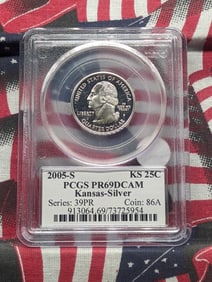 UNITED STATES OF AMERICA
LIBERTY
QUARTER DOLLAR
2005-S KS 25C
PCGS PR69DCAM
Kansas-Silver
Series: 39PR Coin: 86A
913064.69/73725954